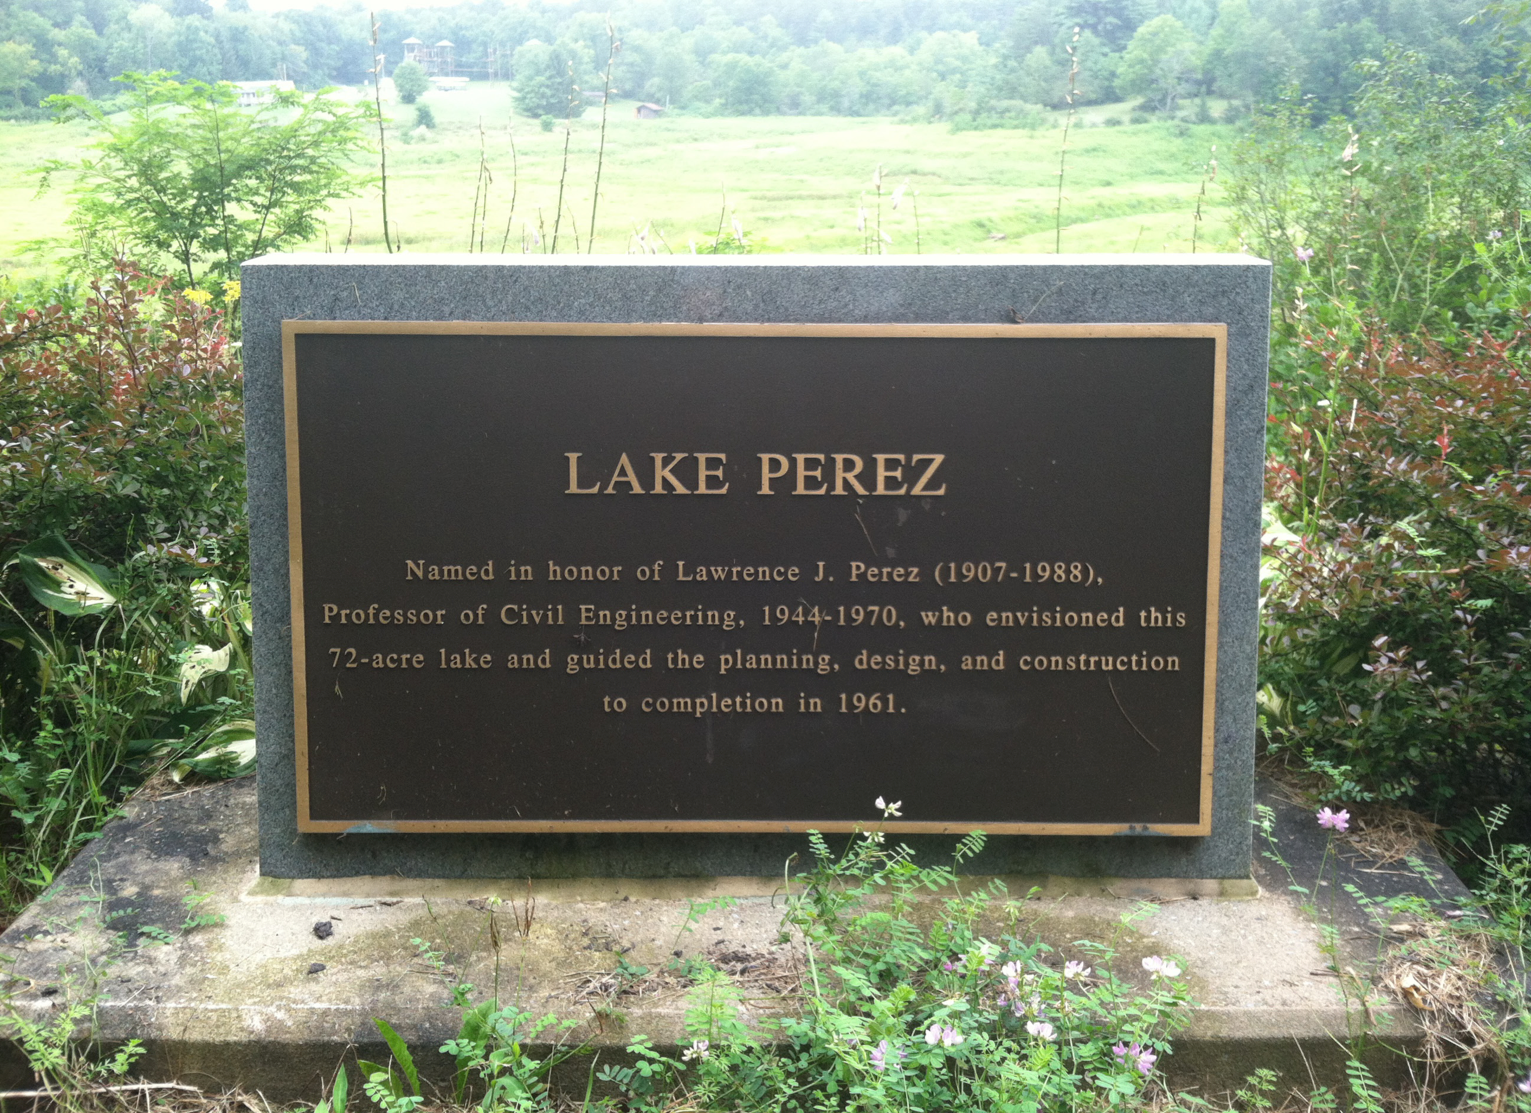 LAKE PEREZ
Named in honor of Lawrence J. Perez (1907-1988),
Professor of Civil Engineering, 1944-1970, who envisioned this
72-acre lake and guided the planning, design, and construction
to completion in 1961.